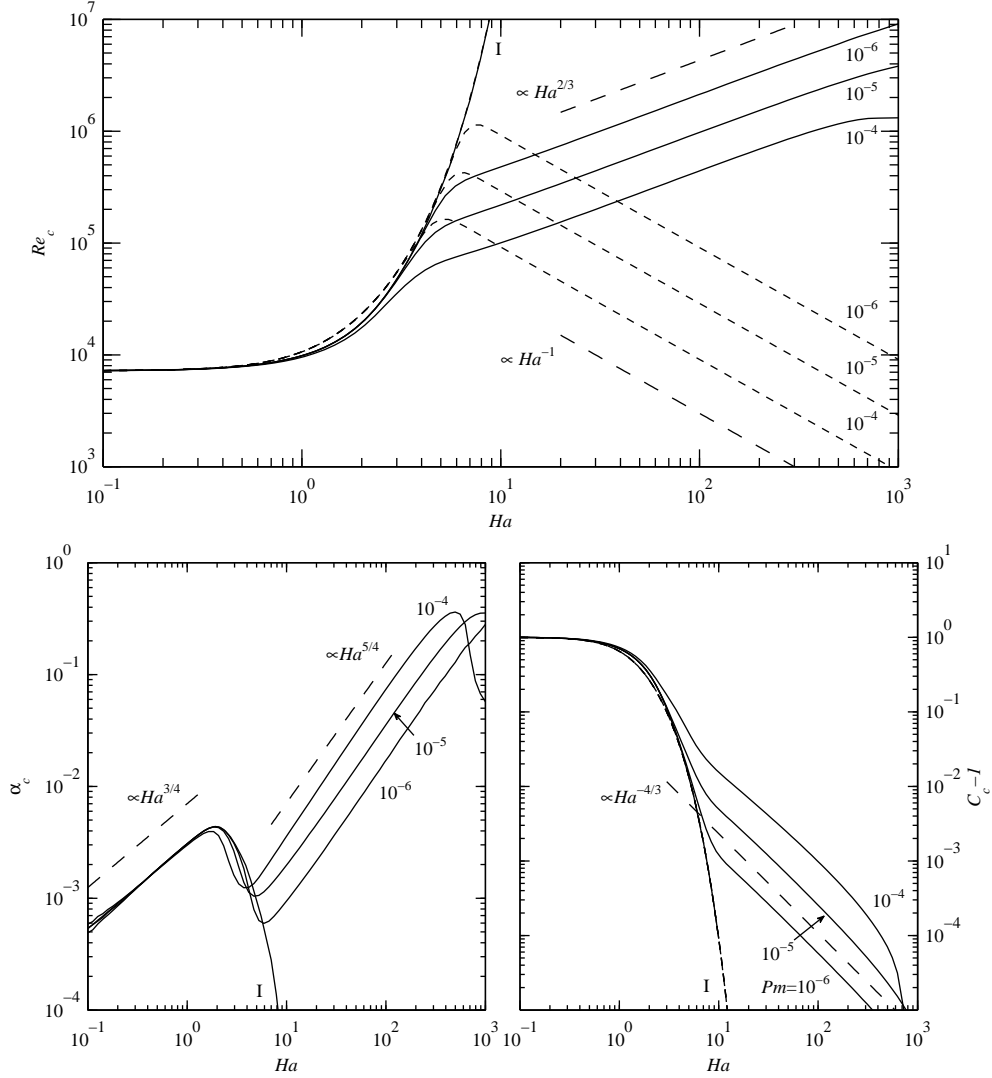 10^7
10^6
10^5
10^4
10^3
Re_c
I
∝ Ha^{2/3}
10^{-6}
10^{-5}
10^{-4}
10^{-6}
10^{-5}
10^{-4}
∝ Ha^{-1}
10^{-1} 10^0 10^1 10^2 10^3
Ha
10^0
10^{-1}
10^{-2}
10^{-3}
10^{-4}
α_c
∝Ha^{3/4}
∝Ha^{5/4}
10^{-4}
10^{-5}
10^{-6}
I
10^{-1} 10^0 10^1 10^2 10^3
Ha
10^1
10^0
10^{-1}
10^{-2}
10^{-3}
10^{-4}
C_c-1
∝Ha^{-4/3}
10^{-4}
10^{-5}
Pm=10^{-6}
I
10^{-1} 10^0 10^1 10^2 10^3
Ha